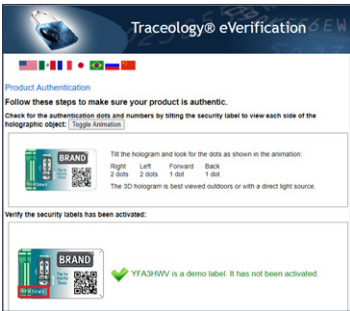 Traceology® eVerification
Product Authentication
Follow these steps to make sure your product is authentic.
Check for the authentication dots and numbers by tilting the security label to view each side of the
holographic object: Toggle Animation
BRAND
Tilt the hologram and look for the dots as shown in the animation:
Right Left Forward Back
2 dots 2 dots 1 dot 1 dot
The 3D hologram is best viewed outdoors or with a direct light source.
Verify the security labels has been activated:
BRAND
YFA3HWV is a demo label. It has not been activated.